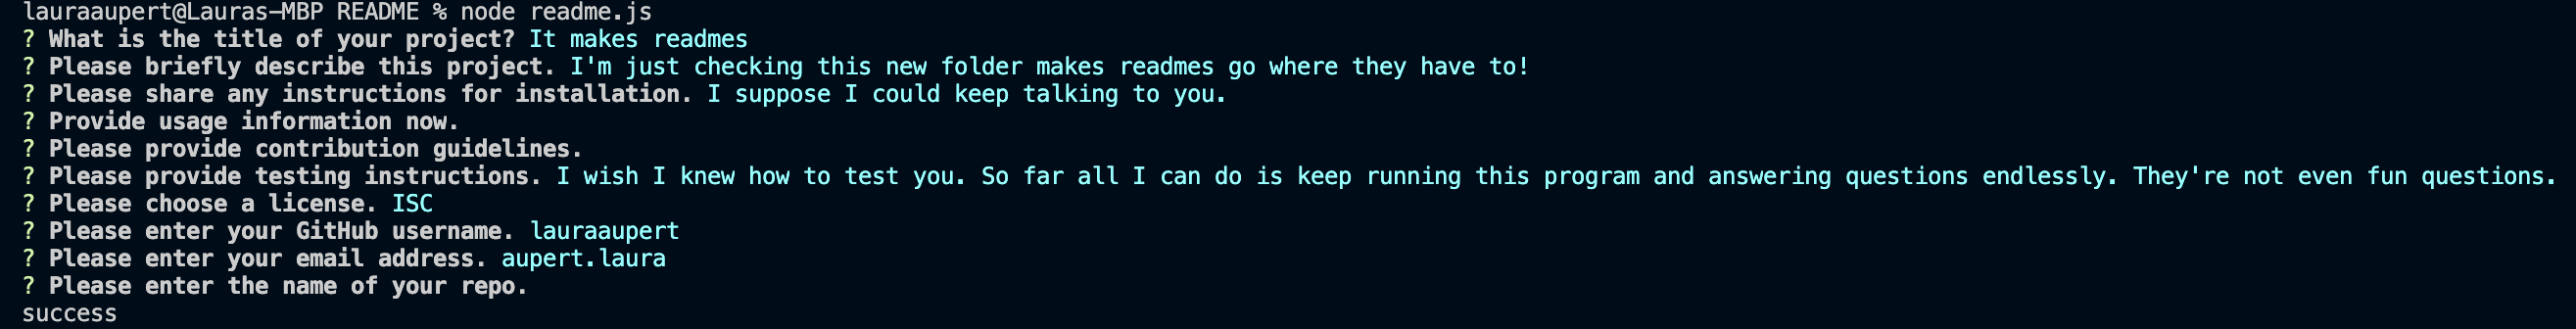 lauraaupert@Lauras-MBP README % node readme.js
? What is the title of your project? It makes readmes
? Please briefly describe this project. I'm just checking this new folder makes readmes go where they have to!
? Please share any instructions for installation. I suppose I could keep talking to you.
? Provide usage information now.
? Please provide contribution guidelines.
? Please provide testing instructions. I wish I knew how to test you. So far all I can do is keep running this program and answering questions endlessly. They're not even fun questions.
? Please choose a license. ISC
? Please enter your GitHub username. lauraaupert
? Please enter your email address. aupert.laura
? Please enter the name of your repo.
success